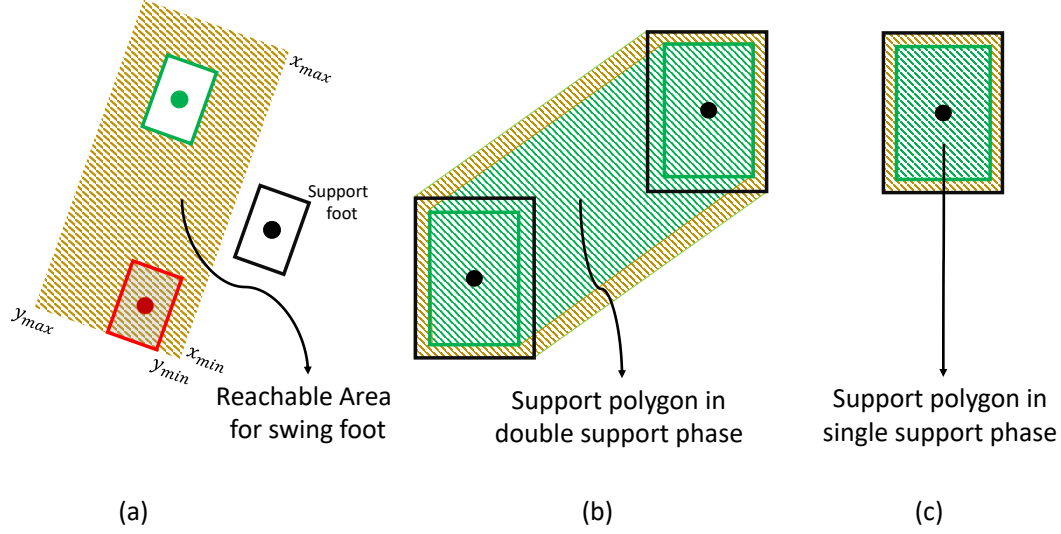 x_max
Support
foot
y_max
x_min
y_min
Reachable Area
for swing foot
Support polygon in
double support phase
Support polygon in
single support phase
(a)
(b)
(c)